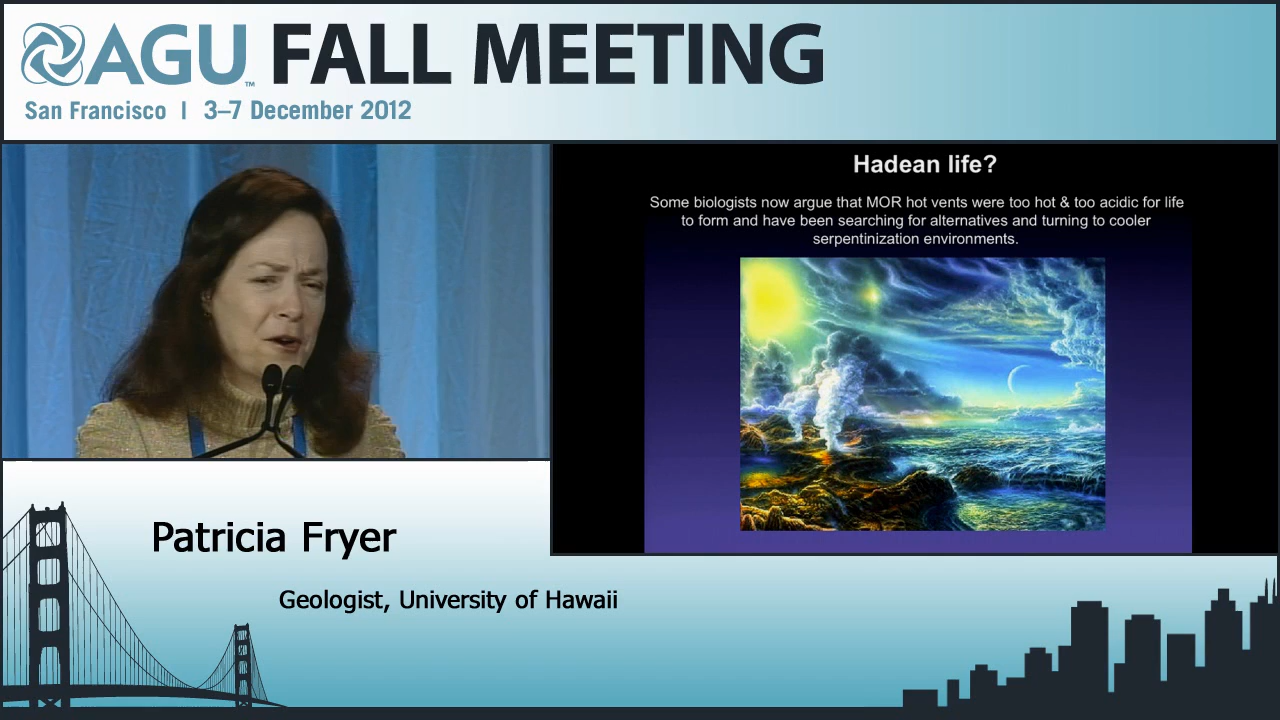 AGU™ FALL MEETING
San Francisco | 3–7 December 2012
Hadean life?
Some biologists now argue that MOR hot vents were too hot & too acidic for life
to form and have been searching for alternatives and turning to cooler
serpentinization environments.
Patricia Fryer
Geologist, University of Hawaii